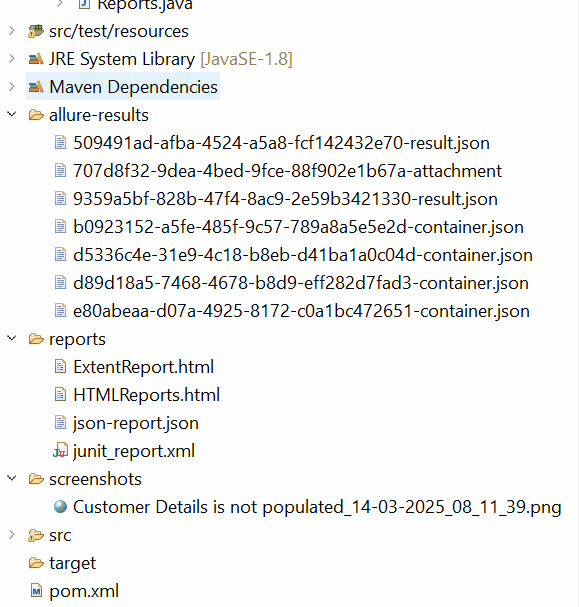 Reports.java
src/test/resources
JRE System Library [JavaSE-1.8]
Maven Dependencies
allure-results
509491ad-afba-4524-a5a8-fcf142432e70-result.json
707d8f32-9dea-4bed-9fce-88f902e1b67a-attachment
9359a5bf-828b-47f4-8ac9-2e59b3421330-result.json
b0923152-a5fe-485f-9c57-789a8a5e5e2d-container.json
d5336c4e-31e9-4c18-b8eb-d41ba1a0c04d-container.json
d89d18a5-7468-4678-b8d9-eff282d7fad3-container.json
e80abeaa-d07a-4925-8172-c0a1bc472651-container.json
reports
ExtentReport.html
HTMLReports.html
json-report.json
junit_report.xml
screenshots
Customer Details is not populated_14-03-2025_08_11_39.png
src
target
pom.xml